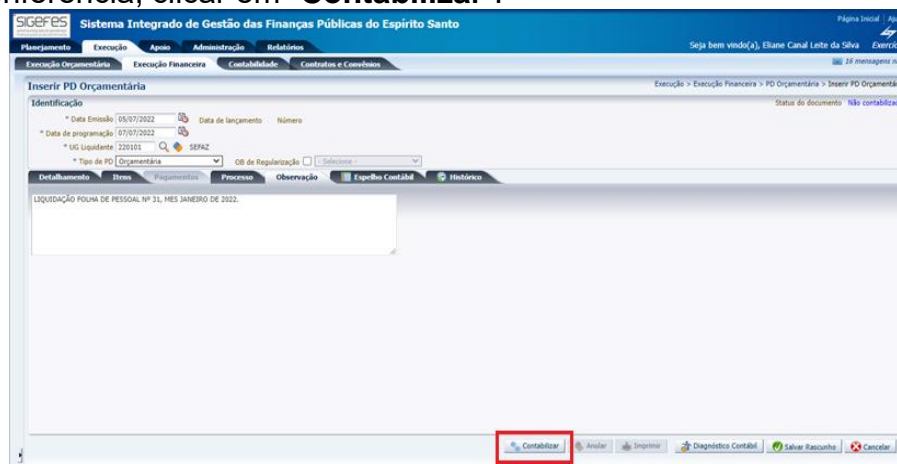 nferência, clicar em "Contabilizar".
SIGEFES Sistema Integrado de Gestão das Finanças Públicas do Espírito Santo
Página Inicial Aju
Planejamento Execução Apoio Administração Relatórios
Seja bem vindo(a), Eliane Canal Leite da Silva Exercíc
Execução Orçamentária Execução Financeira Contabilidade Contratos e Convênios
16 mensagens n
Inserir PD Orçamentária
Execução > Execução Financeira > PD Orçamentária > Inserir PD Orçamentá
Identificação
Status do documento Não contabilizad
* Data Emissão 05/07/2022 Data de lançamento Número
* Data de programação 07/07/2022
* UG Liquidante 220101 SEFAZ
* Tipo de PD Orçamentária OB de Regularização - Selecione -
Detalhamento Itens Pagamentos Processo Observação Espelho Contábil Histórico
LIQUIDAÇÃO FOLHA DE PESSOAL Nº 31, MES JANEIRO DE 2022.
Contabilizar Anular Imprimir Diagnóstico Contábil Salvar Rascunho Cancelar